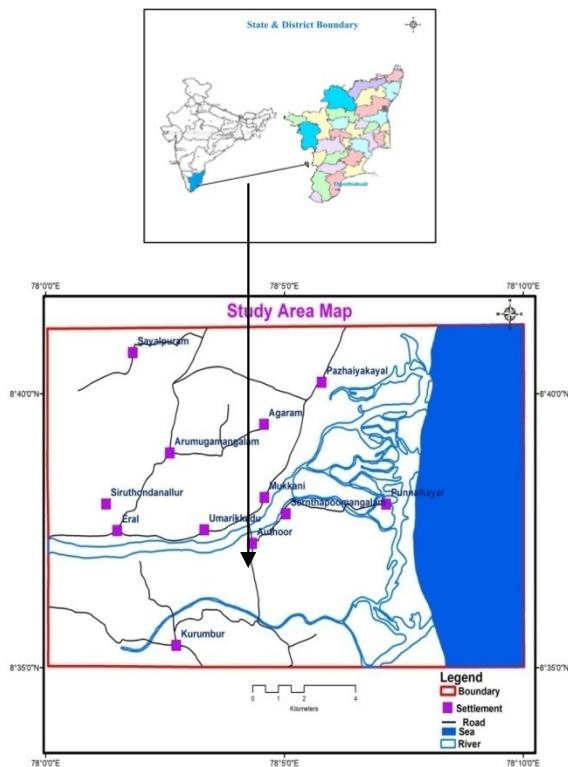 State & District Boundary
Thoothukudi
78°0'0"E 78°5'0"E 78°10'0"E
Study Area Map
Sayalpuram
Pazhaiyakayal
8°40'0"N 8°40'0"N
Agaram
Arumugamangalam
Mukkani
Siruthondanallur
Punnaikayal
Sernthapoomangalam
Eral
Umarikkadu
Authoor
Kurumbur
8°35'0"N 8°35'0"N
Legend
Boundary
Settlement
Road
Sea
River
0 1 2 4
Kilometers
78°0'0"E 78°5'0"E 78°10'0"E